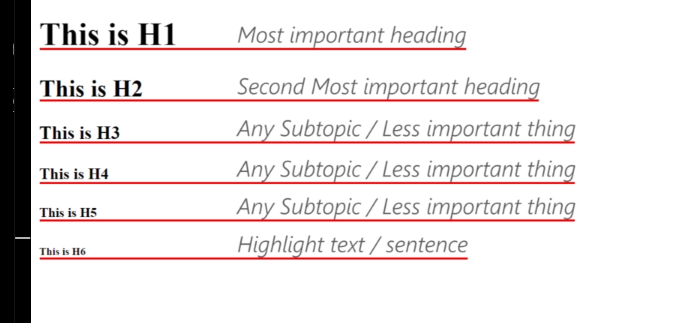 This is H1 Most important heading
This is H2 Second Most important heading
This is H3 Any Subtopic / Less important thing
This is H4 Any Subtopic / Less important thing
This is H5 Any Subtopic / Less important thing
This is H6 Highlight text / sentence